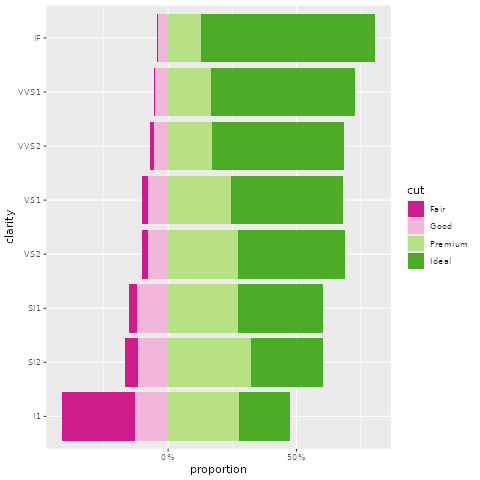 IF
VVS1
VVS2
VS1
VS2
SI1
SI2
I1
clarity
0%
50%
proportion
cut
Fair
Good
Premium
Ideal